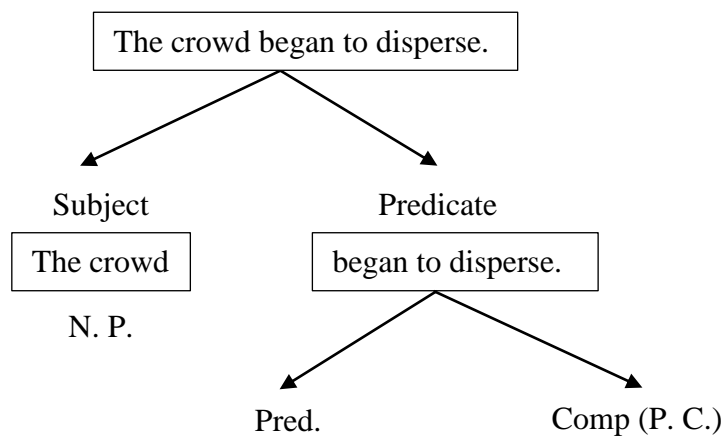 The crowd began to disperse.
Subject Predicate
The crowd began to disperse.
N. P.
Pred. Comp (P. C.)